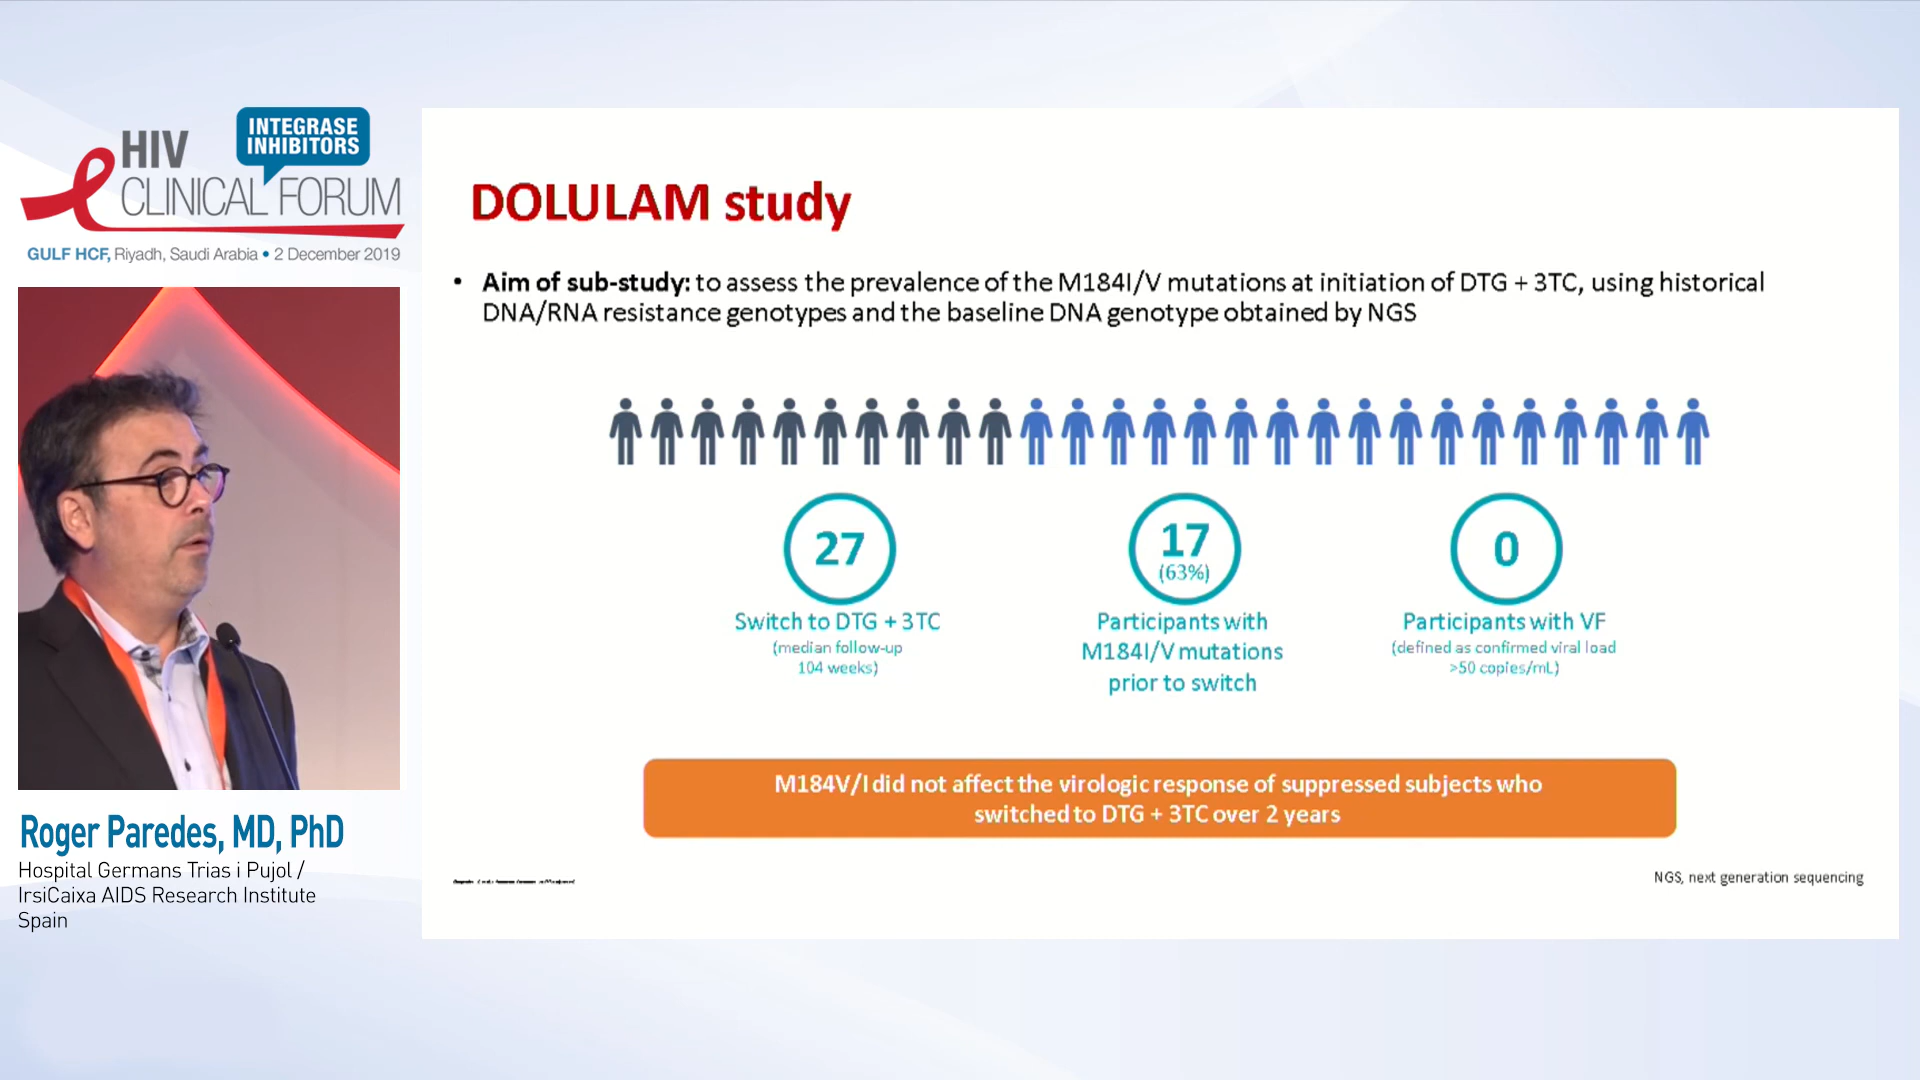 INTEGRASE
INHIBITORS
HIV
CLINICAL FORUM
GULF HCF, Riyadh, Saudi Arabia • 2 December 2019
Roger Paredes, MD, PhD
Hospital Germans Trias i Pujol /
IrsiCaixa AIDS Research Institute
Spain
DOLULAM study
• Aim of sub-study: to assess the prevalence of the M184I/V mutations at initiation of DTG + 3TC, using historical
DNA/RNA resistance genotypes and the baseline DNA genotype obtained by NGS
27
Switch to DTG + 3TC
(median follow-up
104 weeks)
17
(63%)
Participants with
M184I/V mutations
prior to switch
0
Participants with VF
(defined as confirmed viral load
>50 copies/mL)
M184V/I did not affect the virologic response of suppressed subjects who
switched to DTG + 3TC over 2 years
NGS, next generation sequencing